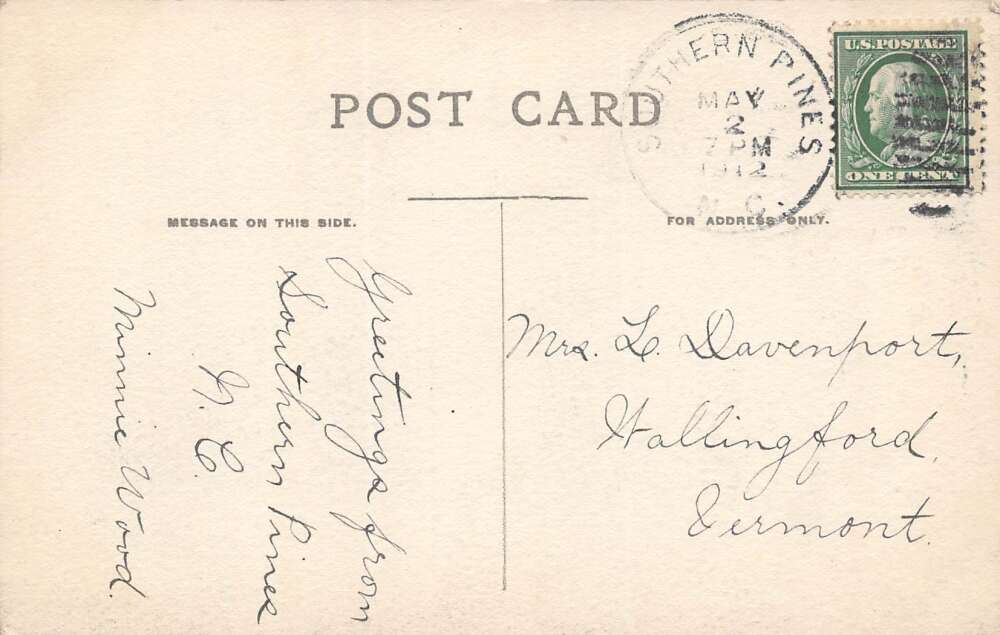 POST CARD
SOUTHERN PINES
MAY
2
7 PM
1912
N. C.
U.S. POSTAGE
ONE CENT
MESSAGE ON THIS SIDE.
FOR ADDRESS ONLY.
Greetings from
Southern Pines
N. C.
Minnie Wood.
Mrs. L. Davenport,
Wallingford,
Vermont.